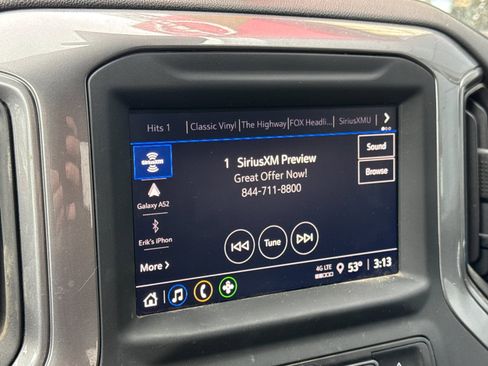 Hits 1 Classic Vinyl The Highway FOX Headli... SiriusXMU
1 SiriusXM Preview
Great Offer Now!
844-711-8800
Sound
Browse
Galaxy A52
Erik's iPhon
More
Tune
4G LTE 53° 3:13